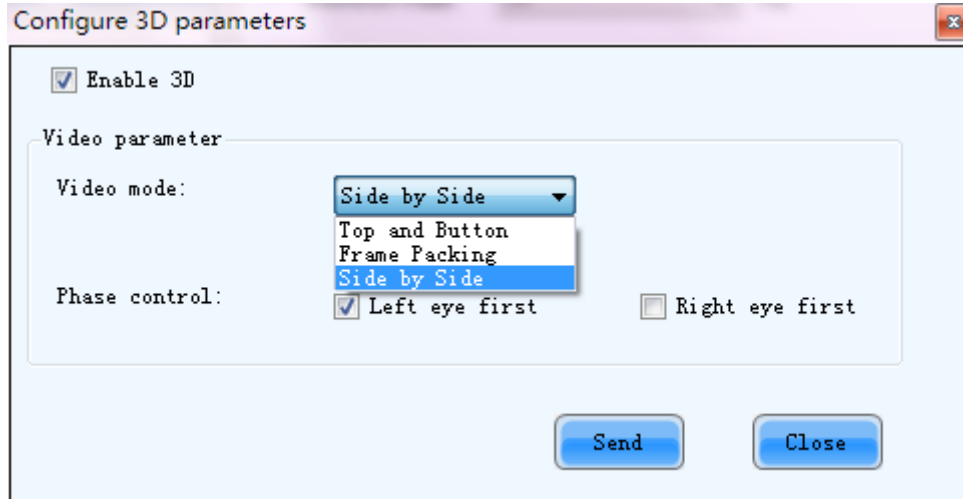 Configure 3D parameters
Enable 3D
Video parameter
Video mode:
Side by Side
Top and Button
Frame Packing
Side by Side
Phase control:
Left eye first
Right eye first
Send
Close